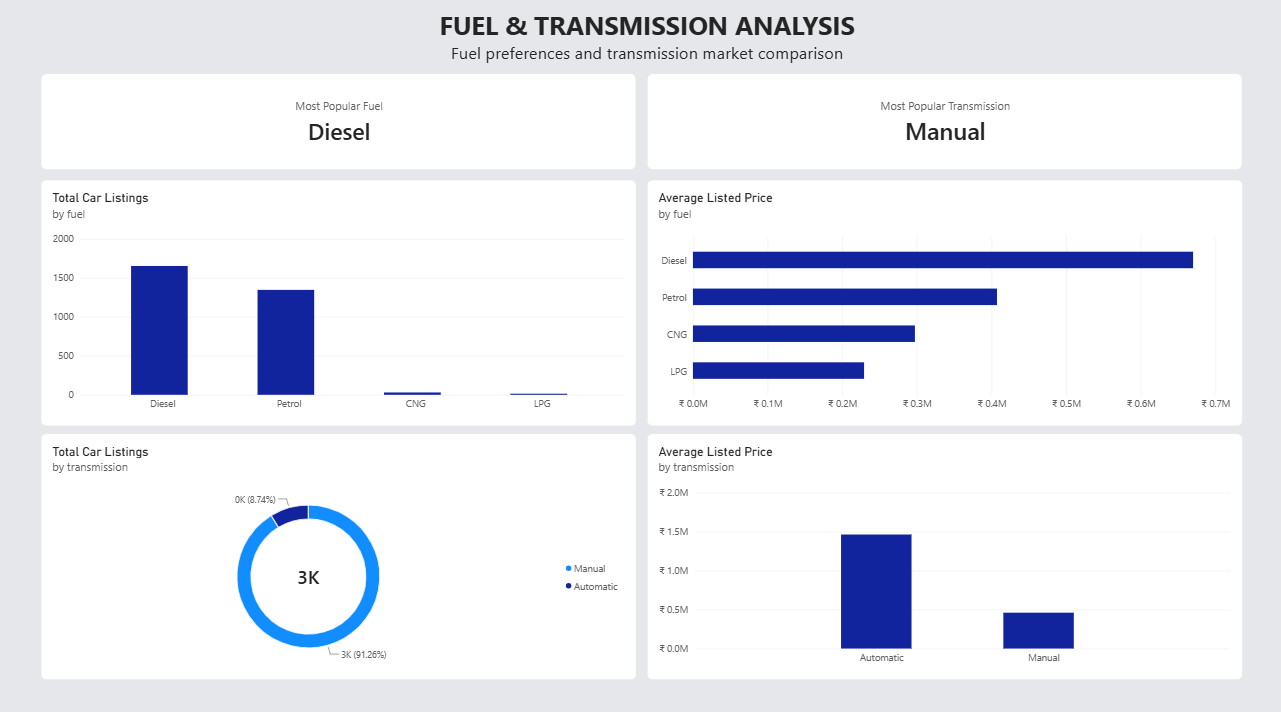 FUEL & TRANSMISSION ANALYSIS
Fuel preferences and transmission market comparison
Most Popular Fuel
Diesel
Most Popular Transmission
Manual
Total Car Listings
by fuel
2000
1500
1000
500
0
Diesel Petrol CNG LPG
Average Listed Price
by fuel
Diesel
Petrol
CNG
LPG
₹ 0.0M ₹ 0.1M ₹ 0.2M ₹ 0.3M ₹ 0.4M ₹ 0.5M ₹ 0.6M ₹ 0.7M
Total Car Listings
by transmission
0K (8.74%)
3K
3K (91.26%)
Manual
Automatic
Average Listed Price
by transmission
₹ 2.0M
₹ 1.5M
₹ 1.0M
₹ 0.5M
₹ 0.0M
Automatic Manual